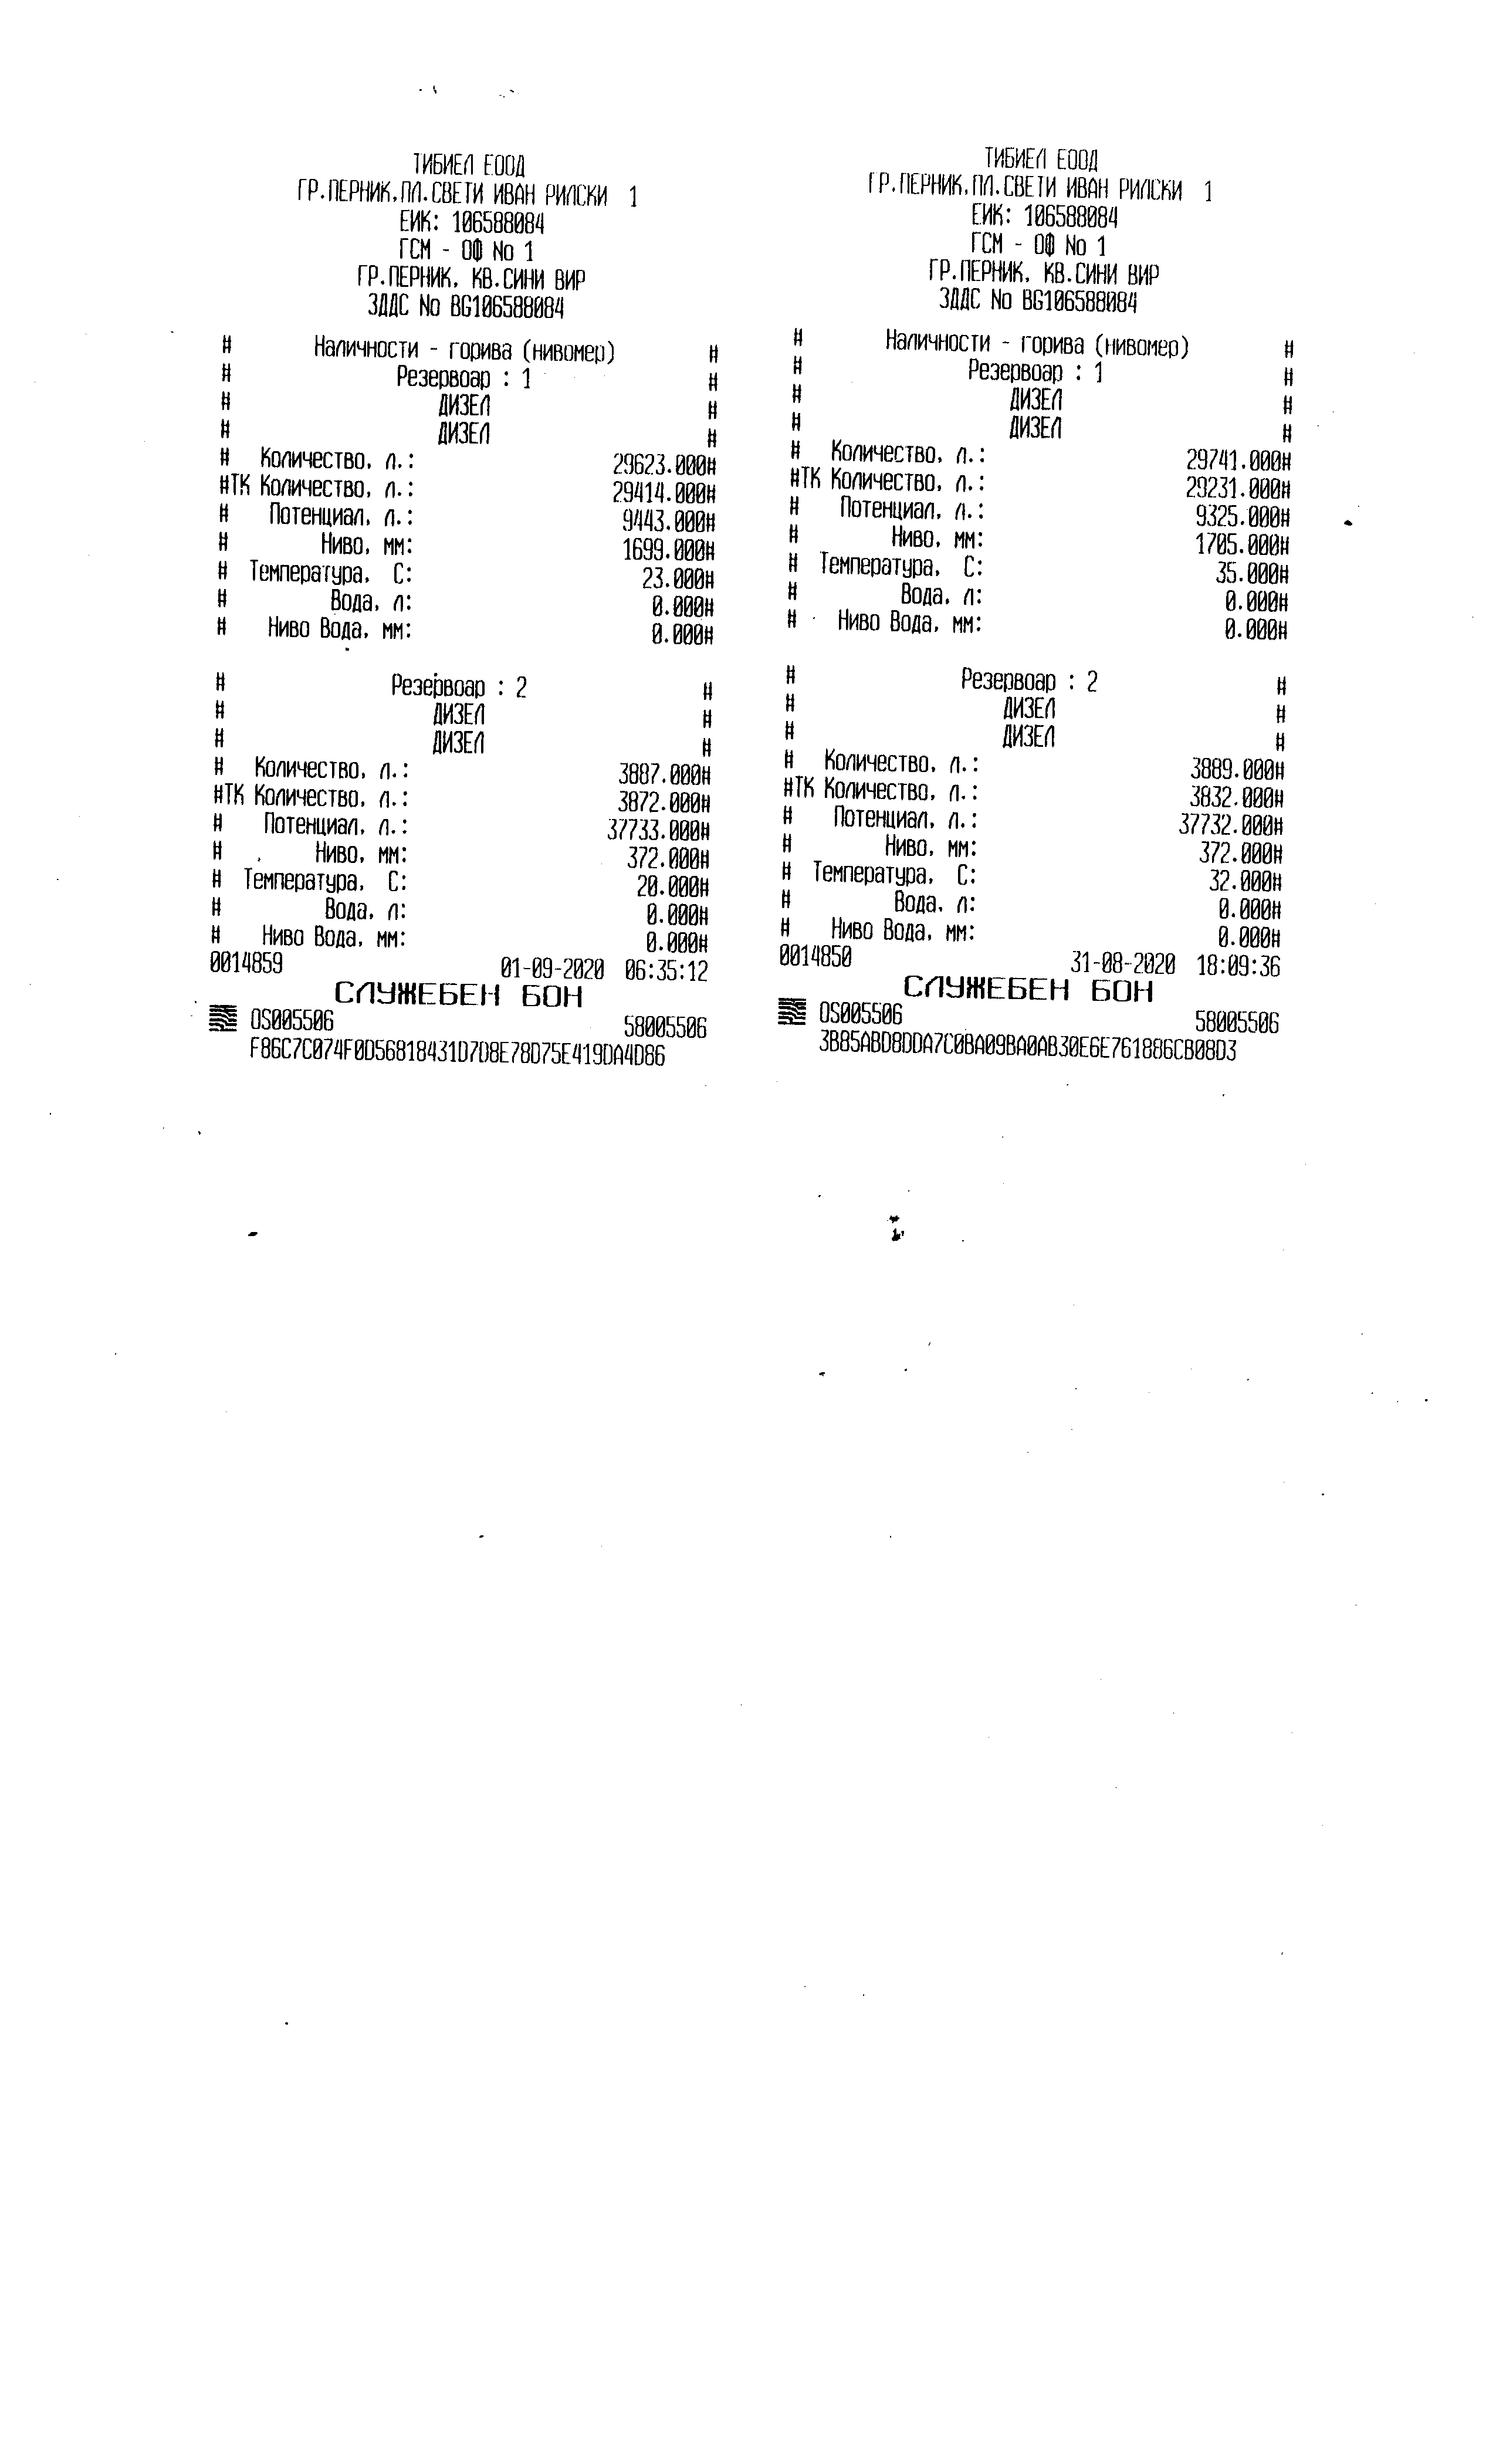 ТИБИЕЛ ЕООД
ГР.ПЕРНИК,ПЛ.СВЕТИ ИВАН РИЛСКИ 1
ЕИК: 106588084
ГСМ - ОФ No 1
ГР.ПЕРНИК, КВ.СИНИ ВИР
ЗДДС No BG106588084
# Наличности - горива (нивомер) #
# Резервоар : 1 #
# ДИЗЕЛ #
# ДИЗЕЛ #
# Количество, л.: 29623.000#
#ТК Количество, л.: 29414.000#
# Потенциал, л.: 9443.000#
# Ниво, мм: 1699.000#
# Температура, C: 23.000#
# Вода, л: 0.000#
# Ниво Вода, мм: 0.000#
# Резервоар : 2 #
# ДИЗЕЛ #
# ДИЗЕЛ #
# Количество, л.: 3887.000#
#ТК Количество, л.: 3872.000#
# Потенциал, л.: 37733.000#
# Ниво, мм: 372.000#
# Температура, C: 20.000#
# Вода, л: 0.000#
# Ниво Вода, мм: 0.000#
0014859 01-09-2020 06:35:12
СЛУЖЕБЕН БОН
OS005506 58005506
F86C7C074F0D56818431D7D8E78D75E419DA4D86
ТИБИЕЛ ЕООД
ГР.ПЕРНИК,ПЛ.СВЕТИ ИВАН РИЛСКИ 1
ЕИК: 106588084
ГСМ - ОФ No 1
ГР.ПЕРНИК, КВ.СИНИ ВИР
ЗДДС No BG106588084
# Наличности - горива (нивомер) #
# Резервоар : 1 #
# ДИЗЕЛ #
# ДИЗЕЛ #
# Количество, л.: 29741.000#
#ТК Количество, л.: 29231.000#
# Потенциал, л.: 9325.000#
# Ниво, мм: 1705.000#
# Температура, C: 35.000#
# Вода, л: 0.000#
# Ниво Вода, мм: 0.000#
# Резервоар : 2 #
# ДИЗЕЛ #
# ДИЗЕЛ #
# Количество, л.: 3889.000#
#ТК Количество, л.: 3832.000#
# Потенциал, л.: 37732.000#
# Ниво, мм: 372.000#
# Температура, C: 32.000#
# Вода, л: 0.000#
# Ниво Вода, мм: 0.000#
0014850 31-08-2020 18:09:36
СЛУЖЕБЕН БОН
OS005506 58005506
3B85ABD8DDA7C0BA09BA0AB30E6E761886CB08D3